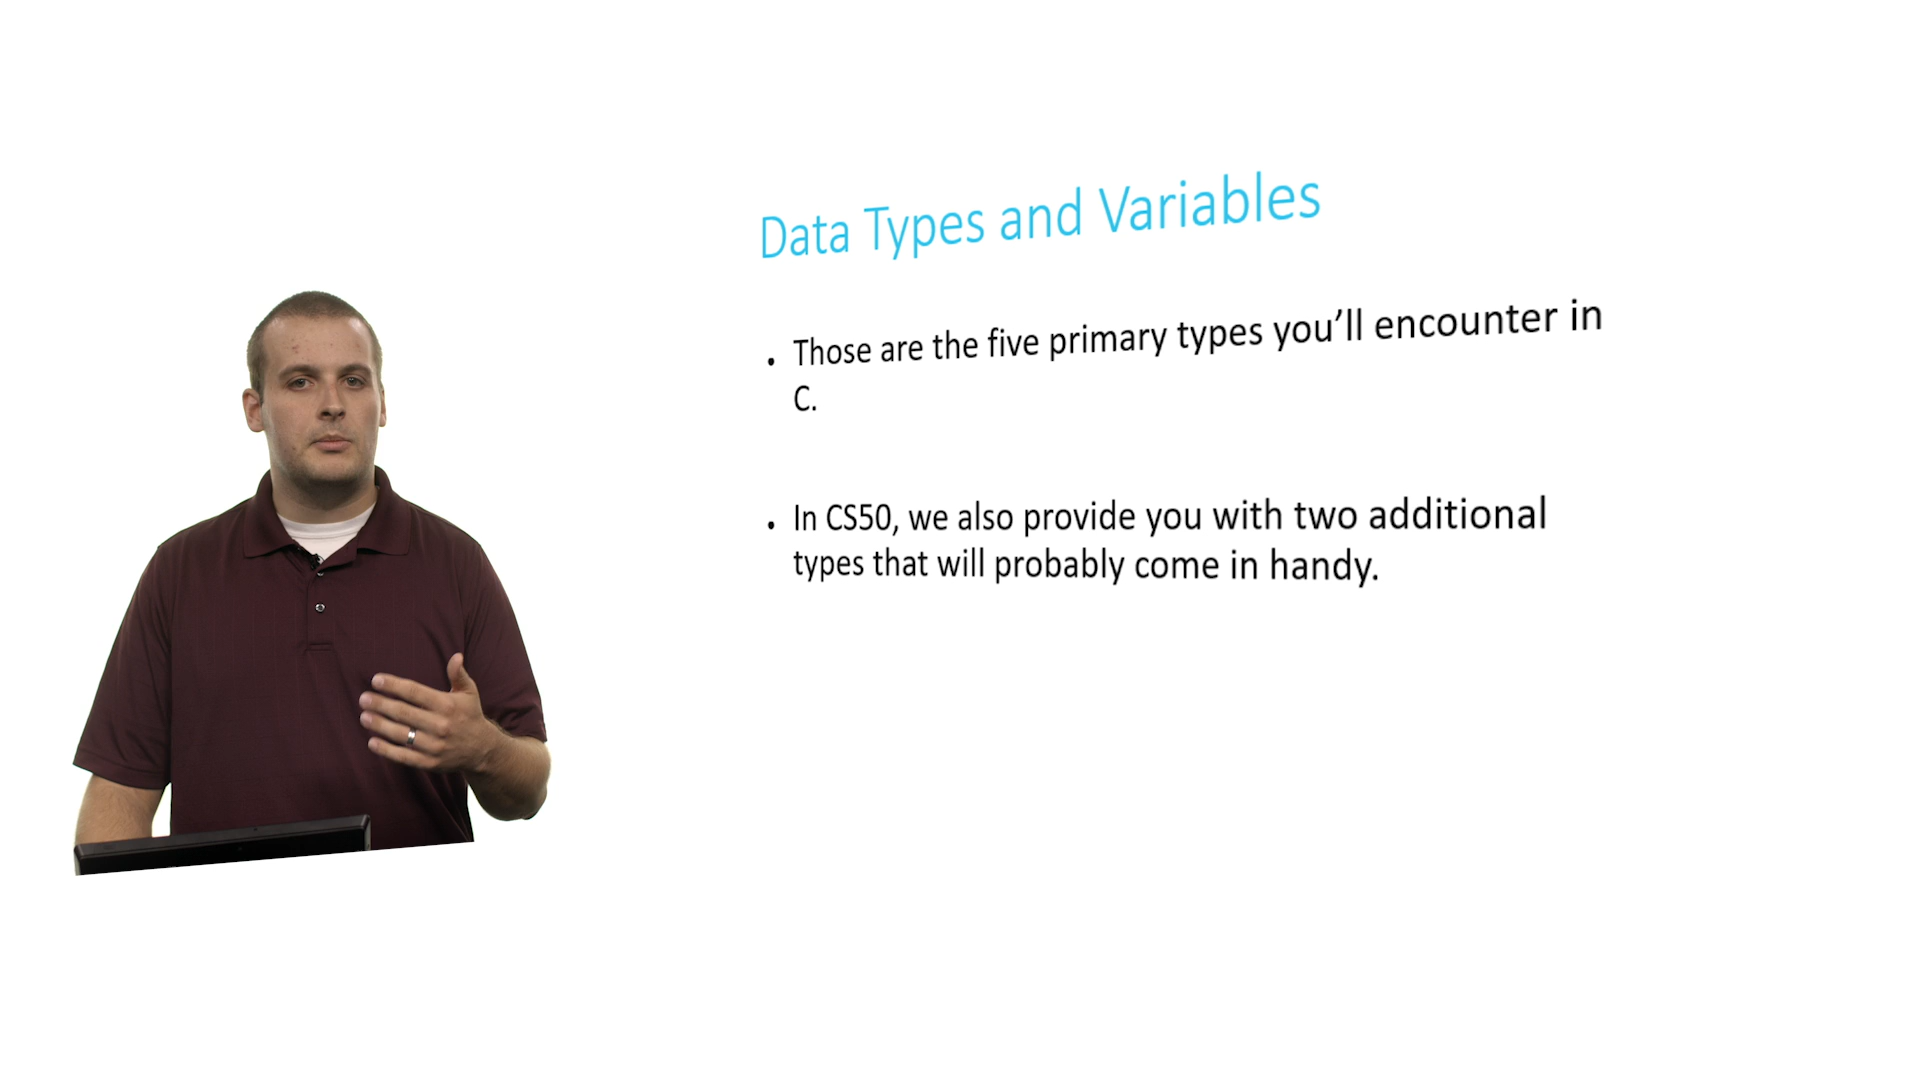 Data Types and Variables
• Those are the five primary types you’ll encounter in
C.
• In CS50, we also provide you with two additional
types that will probably come in handy.